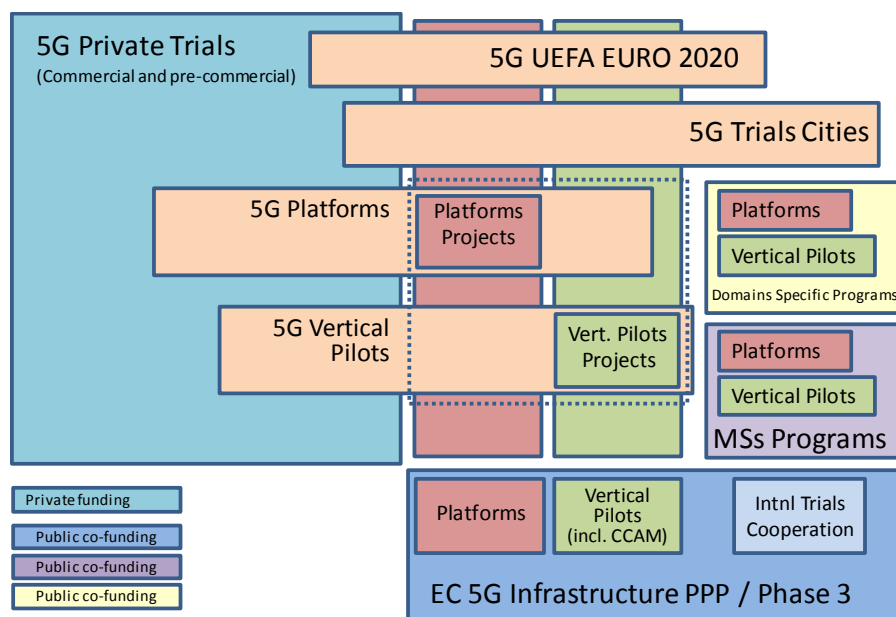 5G Private Trials
(Commercial and pre-commercial)
5G UEFA EURO 2020
5G Trials Cities
5G Platforms
Platforms
Projects
Platforms
Vertical Pilots
Domains Specific Programs
5G Vertical
Pilots
Vert. Pilots
Projects
Platforms
Vertical Pilots
MSs Programs
Private funding
Public co-funding
Public co-funding
Public co-funding
Platforms
Vertical
Pilots
(incl. CCAM)
Intnl Trials
Cooperation
EC 5G Infrastructure PPP / Phase 3